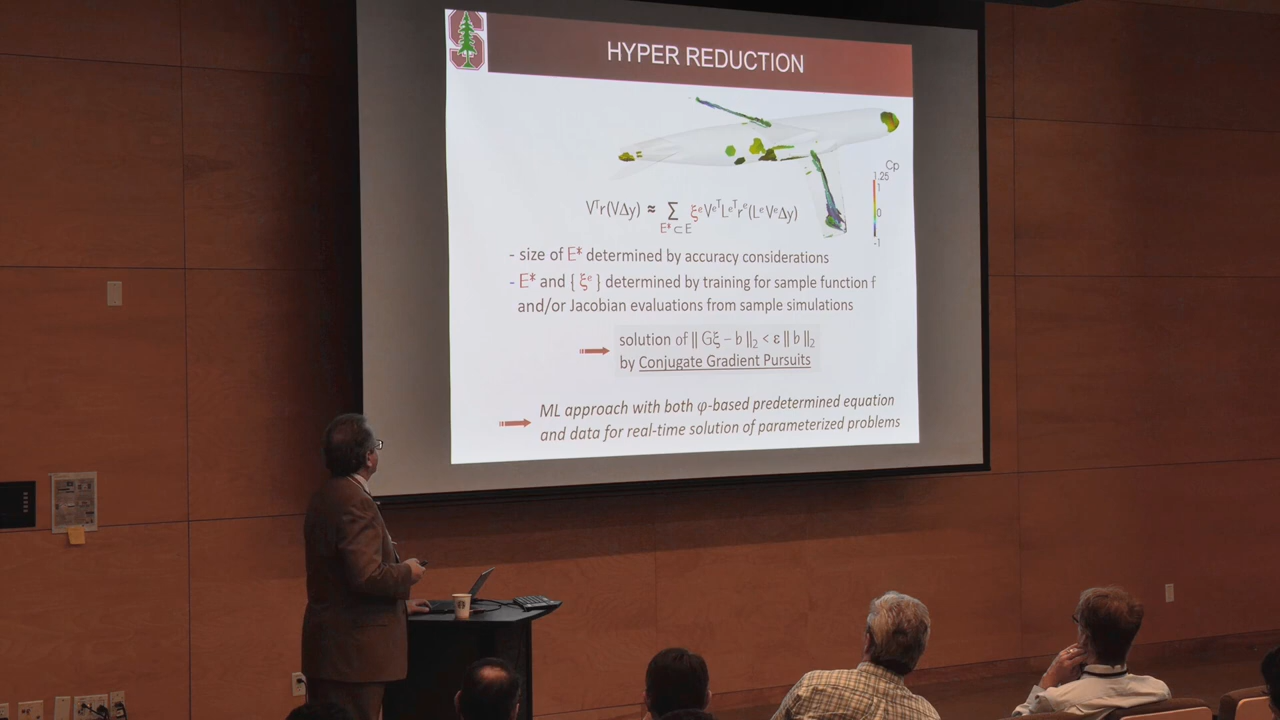 HYPER REDUCTION
Cp
1.25
1
0
-1
Vᵀr(VΔy) ≈ ∑ ξᵉVᵉᵀLᵉᵀrᵉ(LᵉVᵉΔy)
E* ⊂ E
- size of E* determined by accuracy considerations
- E* and { ξᵉ } determined by training for sample function f
and/or Jacobian evaluations from sample simulations
solution of || Gξ – b ||₂ < ε || b ||₂
by Conjugate Gradient Pursuits
ML approach with both φ-based predetermined equation
and data for real-time solution of parameterized problems